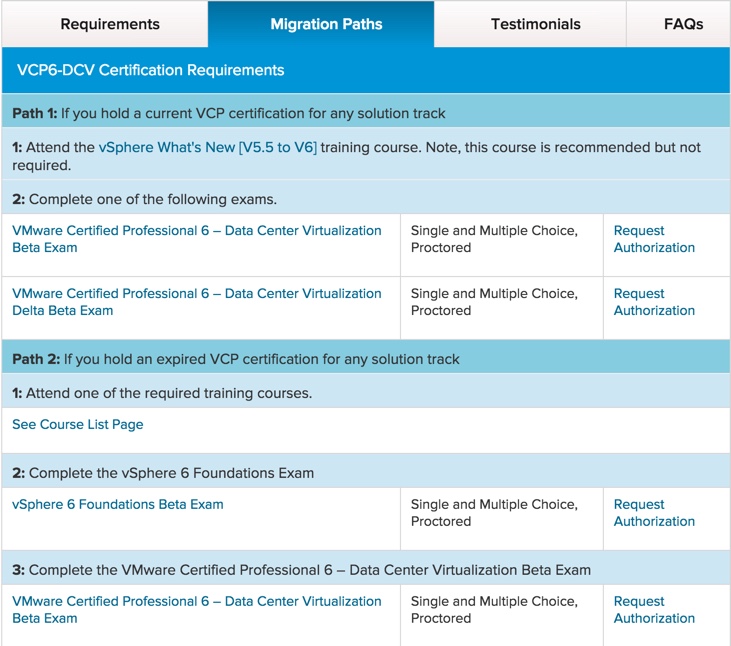 Requirements
Migration Paths
Testimonials
FAQs
VCP6-DCV Certification Requirements
Path 1: If you hold a current VCP certification for any solution track
1: Attend the vSphere What's New [V5.5 to V6] training course. Note, this course is recommended but not
required.
2: Complete one of the following exams.
VMware Certified Professional 6 – Data Center Virtualization
Beta Exam
Single and Multiple Choice,
Proctored
Request
Authorization
VMware Certified Professional 6 – Data Center Virtualization
Delta Beta Exam
Single and Multiple Choice,
Proctored
Request
Authorization
Path 2: If you hold an expired VCP certification for any solution track
1: Attend one of the required training courses.
See Course List Page
2: Complete the vSphere 6 Foundations Exam
vSphere 6 Foundations Beta Exam
Single and Multiple Choice,
Proctored
Request
Authorization
3: Complete the VMware Certified Professional 6 – Data Center Virtualization Beta Exam
VMware Certified Professional 6 – Data Center Virtualization
Beta Exam
Single and Multiple Choice,
Proctored
Request
Authorization